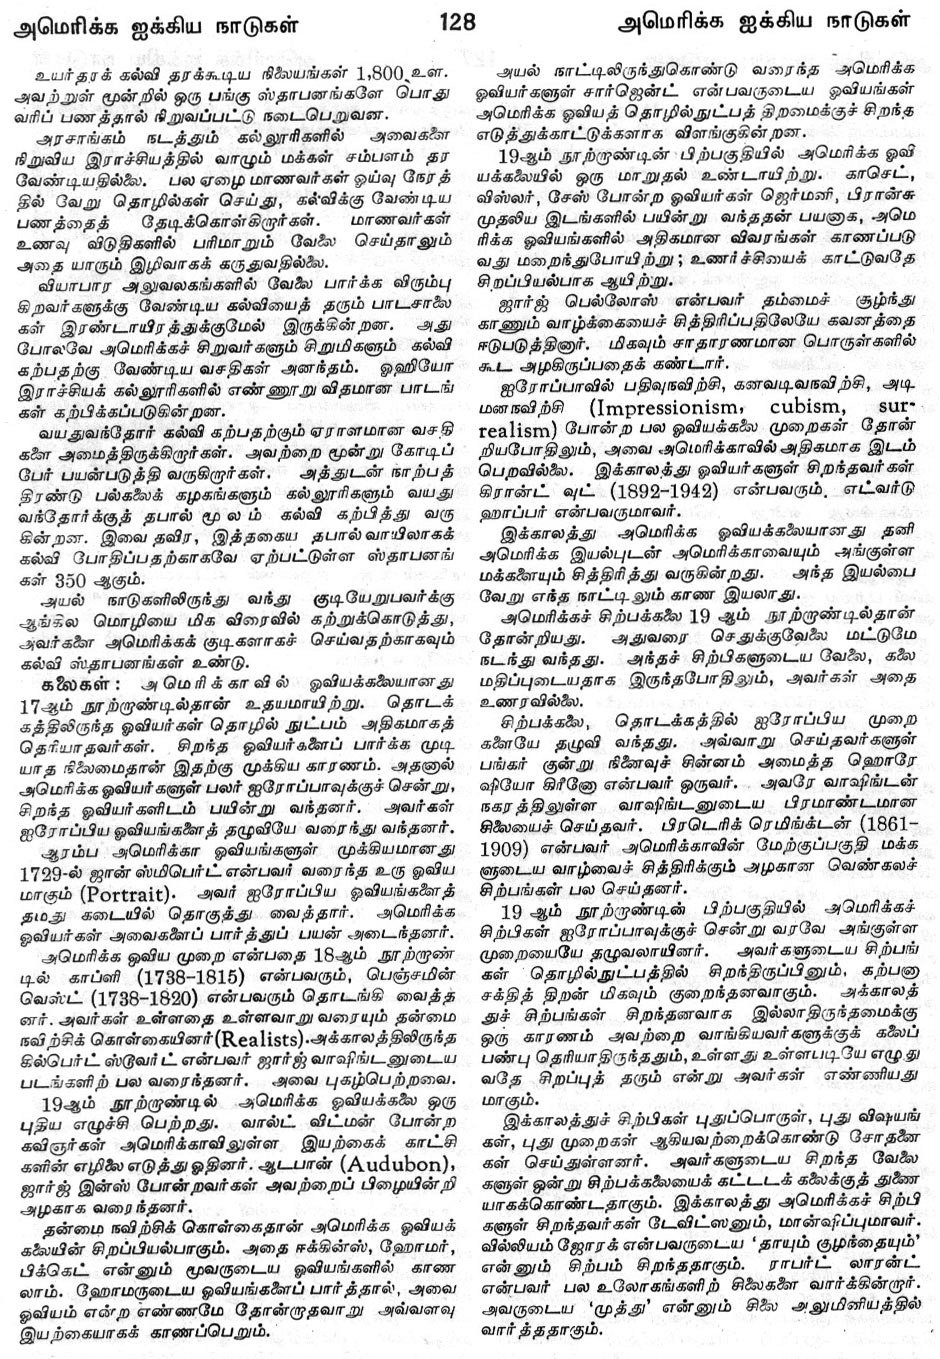 அமெரிக்க ஐக்கிய நாடுகள்
128
அமெரிக்க ஐக்கிய நாடுகள்
உயர்தரக் கல்வி தரக்கூடிய நிலையங்கள் 1,800 உள.
அவற்றுள் மூன்றில் ஒரு பங்கு ஸ்தாபனங்களே பொது
வரிப் பணத்தால் நிறுவப்பட்டு நடைபெறுவன.
அரசாங்கம் நடத்தும் கல்லூரிகளில் அவைகளை
நிறுவிய இராச்சியத்தில் வாழும் மக்கள் சம்பளம் தர
வேண்டியதில்லை. பல ஏழை மாணவர்கள் ஓய்வு நேரத்
தில் வேறு தொழில்கள் செய்து, கல்விக்கு வேண்டிய
பணத்தைத் தேடிக்கொள்கிறார்கள். மாணவர்கள்
உணவு விடுதிகளில் பரிமாறும் வேலை செய்தாலும்
அதை யாரும் இழிவாகக் கருதுவதில்லை.
வியாபார அலுவலகங்களில் வேலை பார்க்க விரும்பு
கிறவர்களுக்கு வேண்டிய கல்வியைத் தரும் பாடசாலை
கள் இரண்டாயிரத்துக்குமேல் இருக்கின்றன. அது
போலவே அமெரிக்கச் சிறுவர்களும் சிறுமிகளும் கல்வி
கற்பதற்கு வேண்டிய வசதிகள் அனந்தம். ஓஹியோ
இராச்சியக் கல்லூரிகளில் எண்ணூறு விதமான பாடங்
கள் கற்பிக்கப்படுகின்றன.
வயதுவந்தோர் கல்வி கற்பதற்கும் ஏராளமான வசதி
களை அமைத்திருக்கிறார்கள். அவற்றை மூன்று கோடிப்
பேர் பயன்படுத்தி வருகிறார்கள். அத்துடன் நாற்பத்
திரண்டு பல்கலைக் கழகங்களும் கல்லூரிகளும் வயது
வந்தோர்க்குத் தபால் மூலம் கல்வி கற்பித்து வரு
கின்றன. இவை தவிர, இத்தகைய தபால் வாயிலாகக்
கல்வி போதிப்பதற்காகவே ஏற்பட்டுள்ள ஸ்தாபனங்
கள் 350 ஆகும்.
அயல் நாடுகளிலிருந்து வந்து குடியேறுபவர்க்கு
ஆங்கில மொழியை மிக விரைவில் கற்றுக்கொடுத்து,
அவர்களை அமெரிக்கக் குடிகளாகச் செய்வதற்காகவும்
கல்வி ஸ்தாபனங்கள் உண்டு.
கலைகள் : அமெரிக்காவில் ஓவியக்கலையானது
17ஆம் நூற்றாண்டில்தான் உதயமாயிற்று. தொடக்
கத்திலிருந்த ஓவியர்கள் தொழில் நுட்பம் அதிகமாகத்
தெரியாதவர்கள். சிறந்த ஓவியர்களைப் பார்க்க முடி
யாத நிலைமைதான் இதற்கு முக்கிய காரணம். அதனால்
அமெரிக்க ஓவியர்களுள் பலர் ஐரோப்பாவுக்குச் சென்று,
சிறந்த ஓவியர்களிடம் பயின்று வந்தனர். அவர்கள்
ஐரோப்பிய ஓவியங்களைத் தழுவியே வரைந்து வந்தனர்.
ஆரம்ப அமெரிக்கா ஓவியங்களுள் முக்கியமானது
1729-ல் ஜான் ஸ்மிபெர்ட் என்பவர் வரைந்த உரு ஓவிய
மாகும் (Portrait). அவர் ஐரோப்பிய ஓவியங்களைத்
தமது கடையில் தொகுத்து வைத்தார். அமெரிக்க
ஓவியர்கள் அவைகளைப் பார்த்துப் பயன் அடைந்தனர்.
அமெரிக்க ஓவிய முறை என்பதை 18ஆம் நூற்றாண்
டில் காப்ளி (1738-1815) என்பவரும், பெஞ்சமின்
வெஸ்ட் (1738-1820) என்பவரும் தொடங்கி வைத்த
னர். அவர்கள் உள்ளதை உள்ளவாறு வரையும் தன்மை
நவிற்சிக் கொள்கையினர் (Realists). அக்காலத்திலிருந்த
கில்பெர்ட் ஸ்டூவர்ட் என்பவர் ஜார்ஜ் வாஷிங்டனுடைய
படங்களிற் பல வரைந்தனர். அவை புகழ்பெற்றவை.
19ஆம் நூற்றாண்டில் அமெரிக்க ஓவியக்கலை ஒரு
புதிய எழுச்சி பெற்றது. வால்ட் விட்மன் போன்ற
கவிஞர்கள் அமெரிக்காவிலுள்ள இயற்கைக் காட்சி
களின் எழிலை எடுத்து ஓதினர். ஆடபான் (Audubon),
ஜார்ஜ் இன்ஸ் போன்றவர்கள் அவற்றைப் பிழையின்றி
அழகாக வரைந்தனர்.
தன்மை நவிற்சிக் கொள்கைதான் அமெரிக்க ஓவியக்
கலையின் சிறப்பியல்பாகும். அதை ஈக்கின்ஸ், ஹோமர்,
பிக்கெட் என்னும் மூவருடைய ஓவியங்களில் காண
லாம். ஹோமருடைய ஓவியங்களைப் பார்த்தால், அவை
ஓவியம் என்ற எண்ணமே தோன்றாதவாறு அவ்வளவு
இயற்கையாகக் காணப்பெறும்.
அயல் நாட்டிலிருந்துகொண்டு வரைந்த அமெரிக்க
ஓவியர்களுள் சார்ஜென்ட் என்பவருடைய ஓவியங்கள்
அமெரிக்க ஓவியத் தொழில்நுட்பத் திறமைக்குச் சிறந்த
எடுத்துக்காட்டுக்களாக விளங்குகின்றன.
19ஆம் நூற்றாண்டின் பிற்பகுதியில் அமெரிக்க ஓவி
யக்கலையில் ஒரு மாறுதல் உண்டாயிற்று. காசெட்,
விஸ்லர், சேஸ் போன்ற ஓவியர்கள் ஜெர்மனி, பிரான்சு
முதலிய இடங்களில் பயின்று வந்ததன் பயனாக, அமெ
ரிக்க ஓவியங்களில் அதிகமான விவரங்கள் காணப்படு
வது மறைந்துபோயிற்று ; உணர்ச்சியைக் காட்டுவதே
சிறப்பியல்பாக ஆயிற்று.
ஜார்ஜ் பெல்லோஸ் என்பவர் தம்மைச் சூழ்ந்து
காணும் வாழ்க்கையைச் சித்திரிப்பதிலேயே கவனத்தை
ஈடுபடுத்தினார். மிகவும் சாதாரணமான பொருள்களில்
கூட அழகிருப்பதைக் கண்டார்.
ஐரோப்பாவில் பதிவுநவிற்சி, கனவடிவநவிற்சி, அடி
மனநவிற்சி (Impressionism, cubism, sur-
realism) போன்ற பல ஓவியக்கலை முறைகள் தோன்
றியபோதிலும், அவை அமெரிக்காவில் அதிகமாக இடம்
பெறவில்லை. இக்காலத்து ஓவியர்களுள் சிறந்தவர்கள்
கிரான்ட் வுட் (1892-1942) என்பவரும், எட்வர்டு
ஹாப்பர் என்பவருமாவர்.
இக்காலத்து அமெரிக்க ஓவியக்கலையானது தனி
அமெரிக்க இயல்புடன் அமெரிக்காவையும் அங்குள்ள
மக்களையும் சித்திரித்து வருகின்றது. அந்த இயல்பை
வேறு எந்த நாட்டிலும் காண இயலாது.
அமெரிக்கச் சிற்பக்கலை 19 ஆம் நூற்றாண்டில்தான்
தோன்றியது. அதுவரை செதுக்குவேலை மட்டுமே
நடந்து வந்தது. அந்தச் சிற்பிகளுடைய வேலை, கலை
மதிப்புடையதாக இருந்தபோதிலும், அவர்கள் அதை
உணரவில்லை.
சிற்பக்கலை, தொடக்கத்தில் ஐரோப்பிய முறை
களையே தழுவி வந்தது. அவ்வாறு செய்தவர்களுள்
பங்கர் குன்று நினைவுச் சின்னம் அமைத்த ஹொரே
ஷியோ கிரீனோ என்பவர் ஒருவர். அவரே வாஷிங்டன்
நகரத்திலுள்ள வாஷிங்டனுடைய பிரமாண்டமான
சிலையைச் செய்தவர். பிரடெரிக் ரெமிங்க்டன் (1861-
1909) என்பவர் அமெரிக்காவின் மேற்குப்பகுதி மக்க
ளுடைய வாழ்வைச் சித்திரிக்கும் அழகான வெண்கலச்
சிற்பங்கள் பல செய்தனர்.
19 ஆம் நூற்றாண்டின் பிற்பகுதியில் அமெரிக்கச்
சிற்பிகள் ஐரோப்பாவுக்குச் சென்று வரவே அங்குள்ள
முறையையே தழுவலாயினர். அவர்களுடைய சிற்பங்
கள் தொழில்நுட்பத்தில் சிறந்திருப்பினும், கற்பனா
சக்தித் திறன் மிகவும் குறைந்தனவாகும். அக்காலத்
துச் சிற்பங்கள் சிறந்தனவாக இல்லாதிருந்தமைக்கு
ஒரு காரணம் அவற்றை வாங்கியவர்களுக்குக் கலைப்
பண்பு தெரியாதிருந்ததும், உள்ளது உள்ளபடியே எழுது
வதே சிறப்புத் தரும் என்று அவர்கள் எண்ணியது
மாகும்.
இக்காலத்துச் சிற்பிகள் புதுப்பொருள், புது விஷயங்
கள், புது முறைகள் ஆகியவற்றைக்கொண்டு சோதனை
கள் செய்துள்ளனர். அவர்களுடைய சிறந்த வேலை
களுள் ஒன்று சிற்பக்கலையைக் கட்டடக் கலைக்குத் துணை
யாகக்கொண்டதாகும். இக்காலத்து அமெரிக்கச் சிற்பி
களுள் சிறந்தவர்கள் டேவிட்ஸனும், மான்ஷிப்புமாவர்.
வில்லியம் ஜோரக் என்பவருடைய ‘தாயும் குழந்தையும்’
என்னும் சிற்பம் சிறந்ததாகும். ராபர்ட் லாரன்ட்
என்பவர் பல உலோகங்களிற் சிலைகளை வார்க்கின்றார்.
அவருடைய ‘முத்து’ என்னும் சிலை அலுமினியத்தில்
வார்த்ததாகும்.